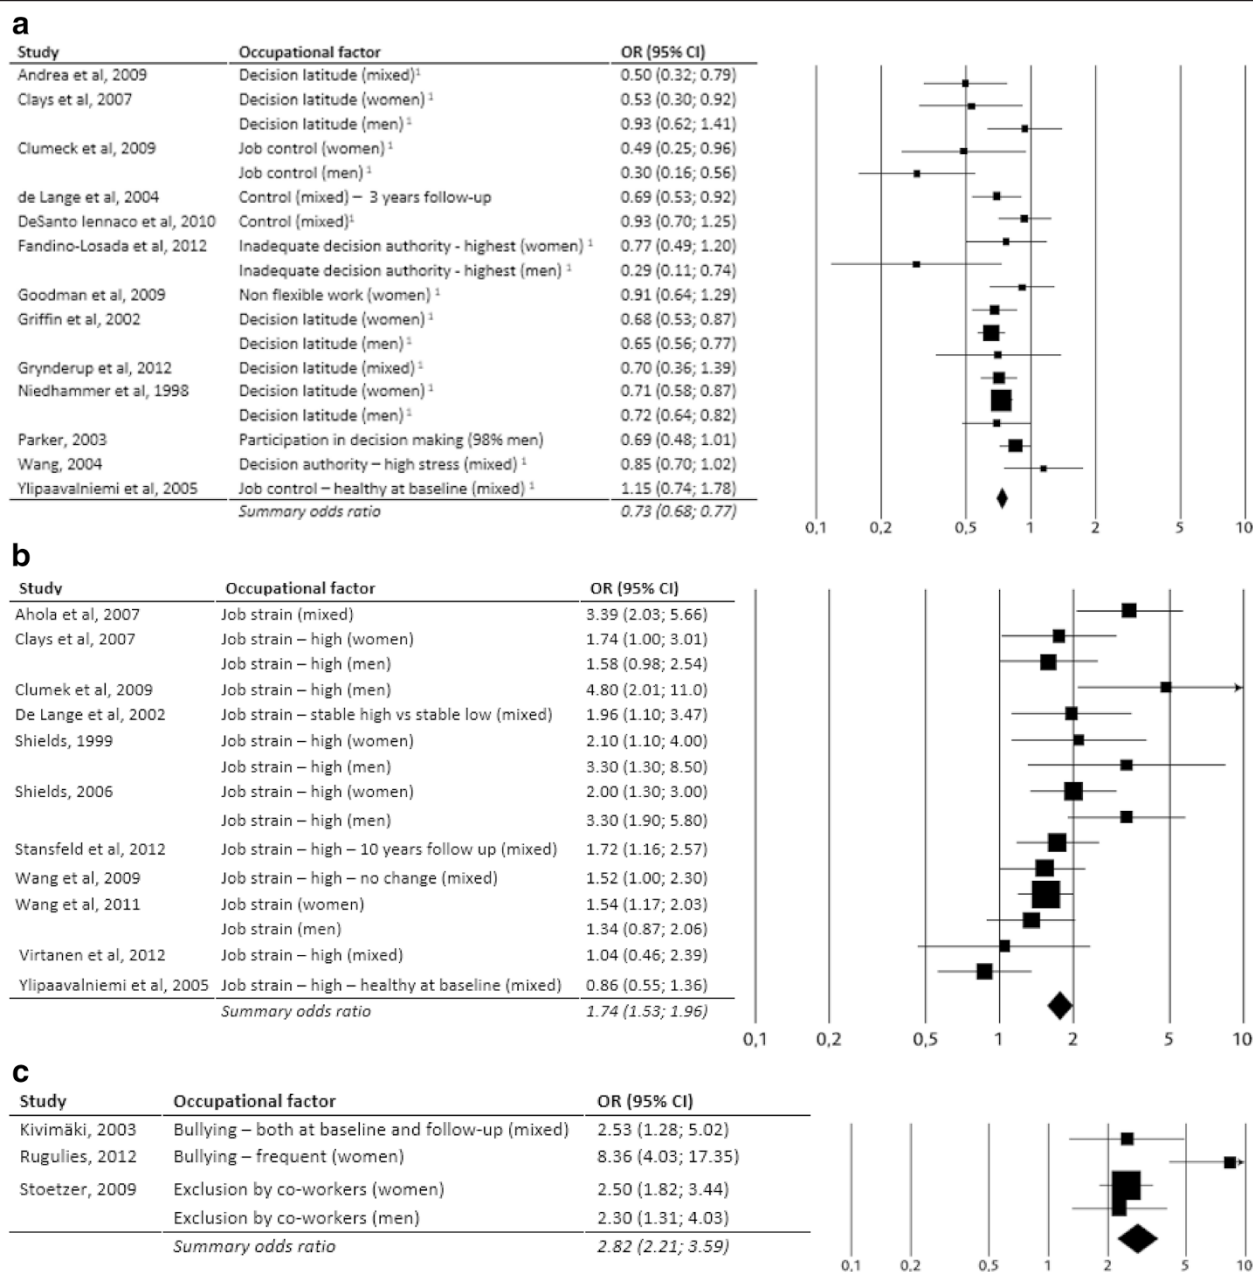 a
Study Occupational factor OR (95% CI)
Andrea et al, 2009 Decision latitude (mixed)¹ 0.50 (0.32; 0.79)
Clays et al, 2007 Decision latitude (women) ¹ 0.53 (0.30; 0.92)
Decision latitude (men) ¹ 0.93 (0.62; 1.41)
Clumeck et al, 2009 Job control (women) ¹ 0.49 (0.25; 0.96)
Job control (men) ¹ 0.30 (0.16; 0.56)
de Lange et al, 2004 Control (mixed) – 3 years follow-up 0.69 (0.53; 0.92)
DeSanto Iennaco et al, 2010 Control (mixed)¹ 0.93 (0.70; 1.25)
Fandino-Losada et al, 2012 Inadequate decision authority - highest (women) ¹ 0.77 (0.49; 1.20)
Inadequate decision authority - highest (men) ¹ 0.29 (0.11; 0.74)
Goodman et al, 2009 Non flexible work (women) ¹ 0.91 (0.64; 1.29)
Griffin et al, 2002 Decision latitude (women) ¹ 0.68 (0.53; 0.87)
Decision latitude (men) ¹ 0.65 (0.56; 0.77)
Grynderup et al, 2012 Decision latitude (mixed) ¹ 0.70 (0.36; 1.39)
Niedhammer et al, 1998 Decision latitude (women) ¹ 0.71 (0.58; 0.87)
Decision latitude (men) ¹ 0.72 (0.64; 0.82)
Parker, 2003 Participation in decision making (98% men) 0.69 (0.48; 1.01)
Wang, 2004 Decision authority – high stress (mixed) ¹ 0.85 (0.70; 1.02)
Ylipaavalniemi et al, 2005 Job control – healthy at baseline (mixed) ¹ 1.15 (0.74; 1.78)
Summary odds ratio 0.73 (0.68; 0.77)
0,1 0,2 0,5 1 2 5 10
b
Study Occupational factor OR (95% CI)
Ahola et al, 2007 Job strain (mixed) 3.39 (2.03; 5.66)
Clays et al, 2007 Job strain – high (women) 1.74 (1.00; 3.01)
Job strain – high (men) 1.58 (0.98; 2.54)
Clumek et al, 2009 Job strain – high (men) 4.80 (2.01; 11.0)
De Lange et al, 2002 Job strain – stable high vs stable low (mixed) 1.96 (1.10; 3.47)
Shields, 1999 Job strain – high (women) 2.10 (1.10; 4.00)
Job strain – high (men) 3.30 (1.30; 8.50)
Shields, 2006 Job strain – high (women) 2.00 (1.30; 3.00)
Job strain – high (men) 3.30 (1.90; 5.80)
Stansfeld et al, 2012 Job strain – high – 10 years follow up (mixed) 1.72 (1.16; 2.57)
Wang et al, 2009 Job strain – high – no change (mixed) 1.52 (1.00; 2.30)
Wang et al, 2011 Job strain (women) 1.54 (1.17; 2.03)
Job strain (men) 1.34 (0.87; 2.06)
Virtanen et al, 2012 Job strain – high (mixed) 1.04 (0.46; 2.39)
Ylipaavalniemi et al, 2005 Job strain – high – healthy at baseline (mixed) 0.86 (0.55; 1.36)
Summary odds ratio 1.74 (1.53; 1.96)
0,1 0,2 0,5 1 2 5 10
c
Study Occupational factor OR (95% CI)
Kivimäki, 2003 Bullying – both at baseline and follow-up (mixed) 2.53 (1.28; 5.02)
Rugulies, 2012 Bullying – frequent (women) 8.36 (4.03; 17.35)
Stoetzer, 2009 Exclusion by co-workers (women) 2.50 (1.82; 3.44)
Exclusion by co-workers (men) 2.30 (1.31; 4.03)
Summary odds ratio 2.82 (2.21; 3.59)
0,1 0,2 0,5 1 2 5 10